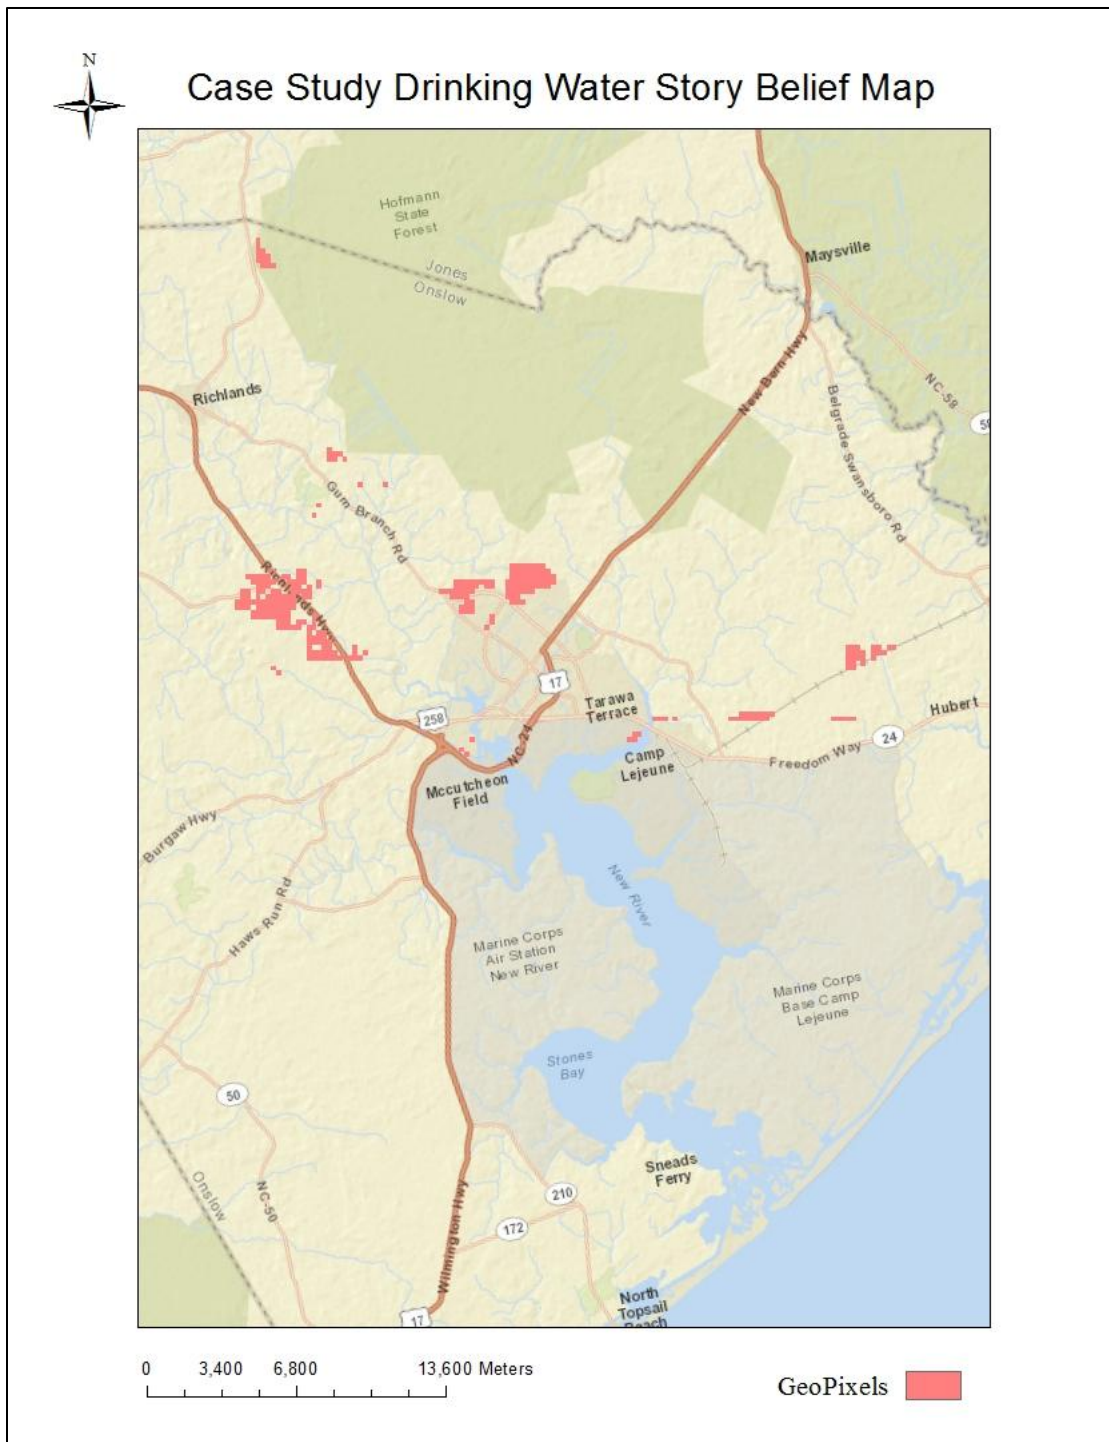 N
Case Study Drinking Water Story Belief Map
Hofmann
State
Forest
Maysville
Jones
Onslow
NC-58
58
New Bern Hwy
Belgrade Swansboro Rd
Richlands
Gum Branch Rd
Richlands Hwy
17
Tarawa
Terrace
258
NC-24
Hubert
24
Freedom Way
Camp
Lejeune
Mccutcheon
Field
Burgaw Hwy
Haws Run Rd
New River
Marine Corps
Air Station
New River
Marine Corps
Base Camp
Lejeune
Stones
Bay
50
Onslow
NC-50
Sneads
Ferry
210
172
Wilmington Hwy
17
North
Topsail
Beach
0 3,400 6,800 13,600 Meters
GeoPixels